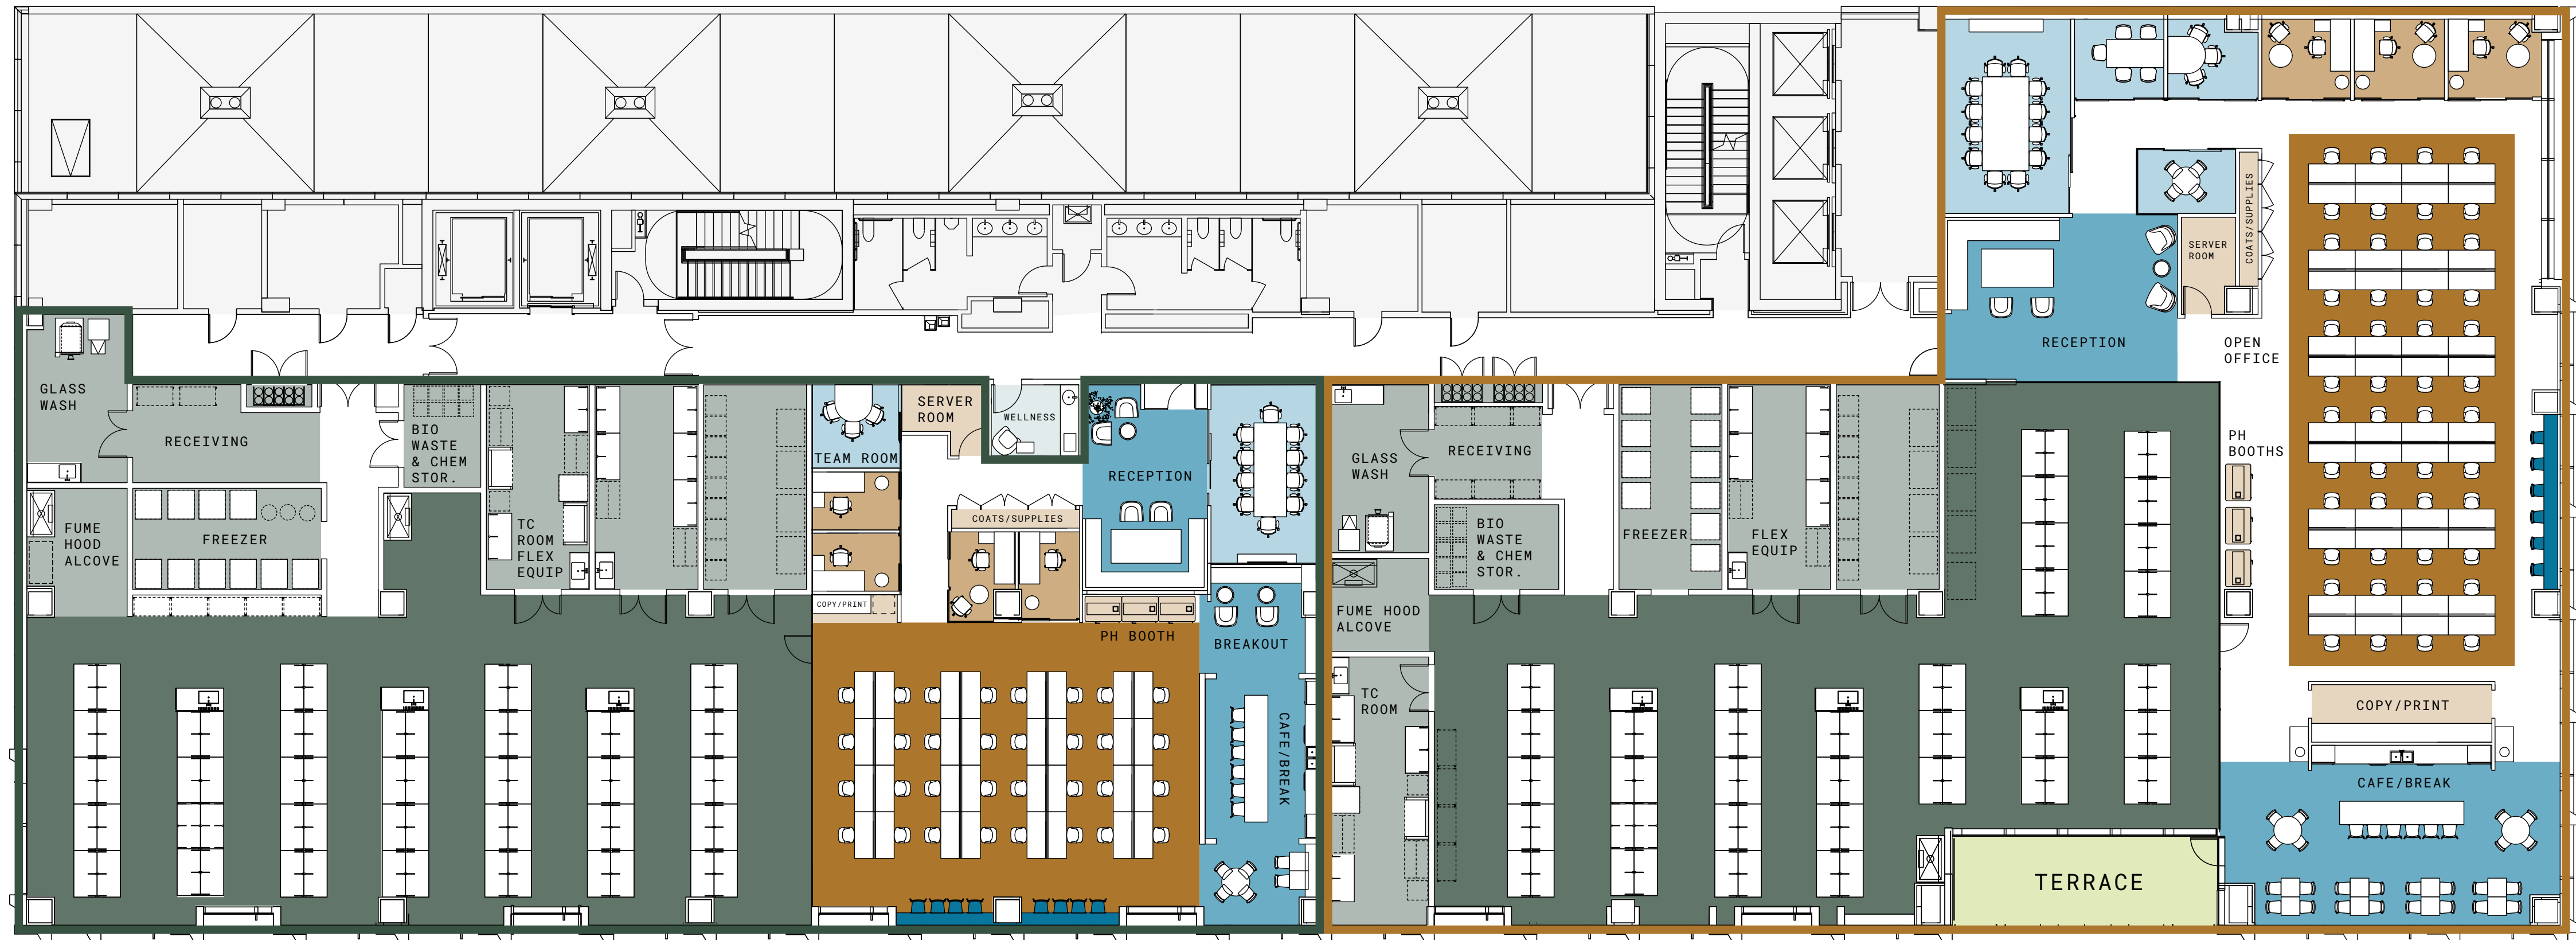 GLASS
WASH
RECEIVING
BIO
WASTE
& CHEM
STOR.
FUME
HOOD
ALCOVE
FREEZER
TC
ROOM
FLEX
EQUIP
TEAM ROOM
SERVER
ROOM
WELLNESS
RECEPTION
COATS/SUPPLIES
COPY/PRINT
PH BOOTH
BREAKOUT
CAFE/BREAK
GLASS
WASH
RECEIVING
BIO
WASTE
& CHEM
STOR.
FREEZER
FLEX
EQUIP
FUME HOOD
ALCOVE
TC
ROOM
RECEPTION
SERVER
ROOM
COATS/SUPPLIES
OPEN
OFFICE
PH
BOOTHS
COPY/PRINT
CAFE/BREAK
TERRACE